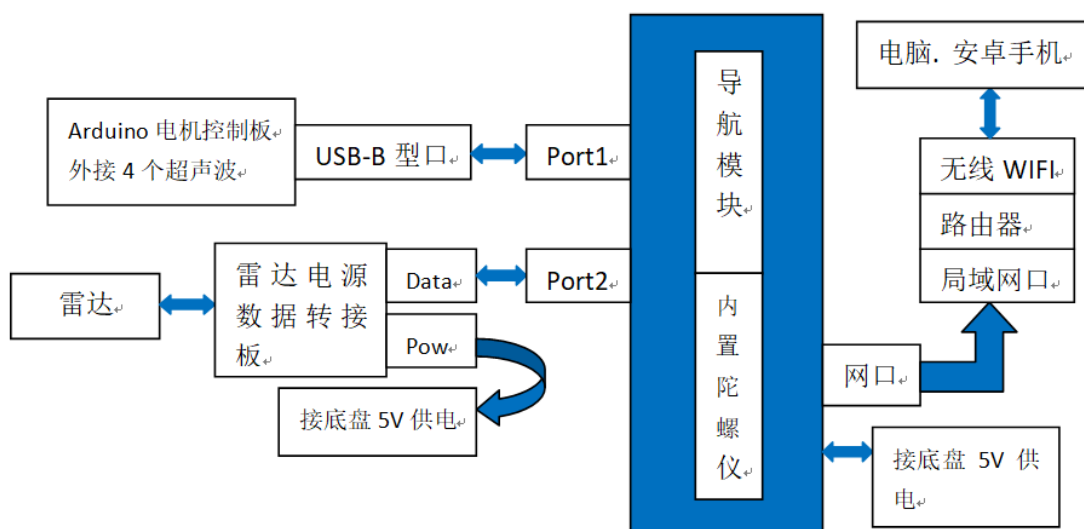 Arduino 电机控制板
外接 4 个超声波
USB-B 型口
Port1
雷达
雷达电源
数据转接
板
Data
Pow
Port2
接底盘 5V 供电
导
航
模
块
内
置
陀
螺
仪
电脑. 安卓手机
无线 WIFI
路由器
局域网口
网口
接底盘 5V 供
电